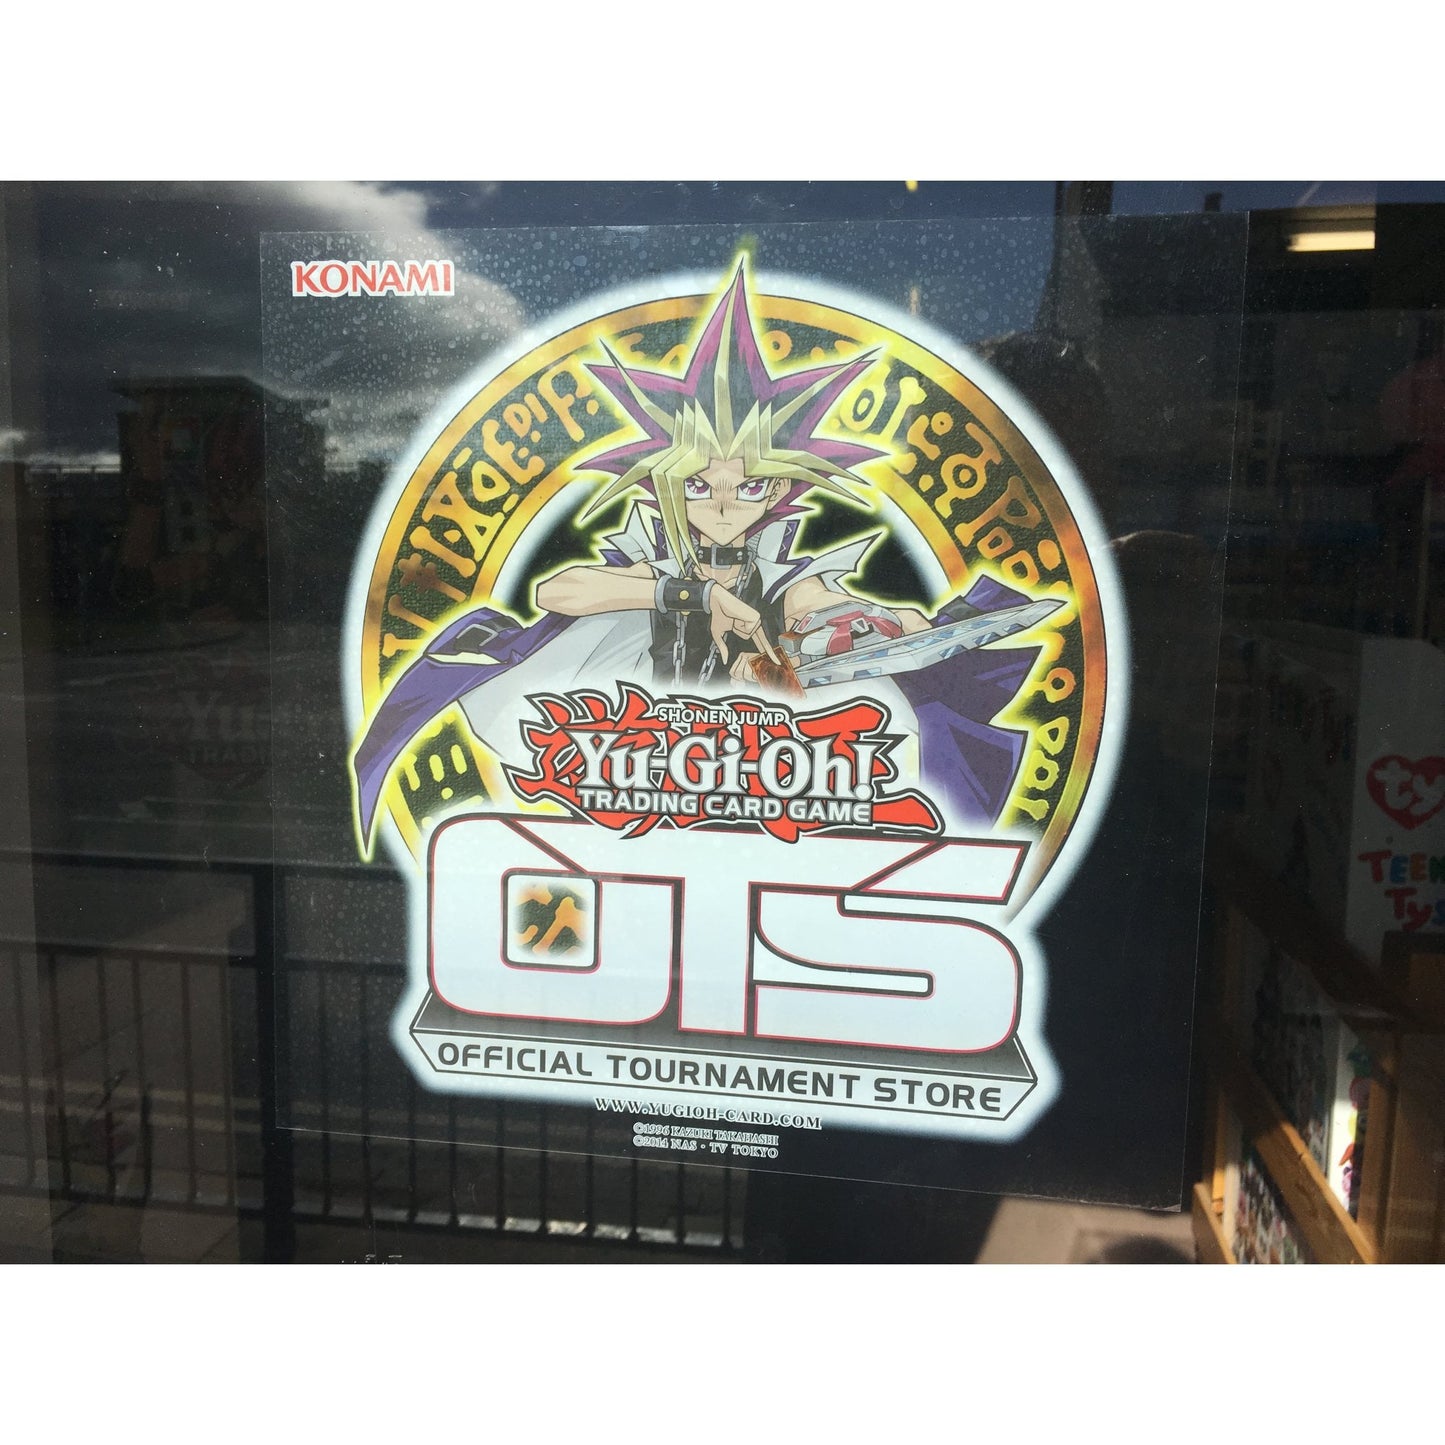 KONAMI
SHONEN JUMP
Yu-Gi-Oh!
TRADING CARD GAME
OTS
OFFICIAL TOURNAMENT STORE
WWW.YUGIOH-CARD.COM
©1996 KAZUKI TAKAHASHI
©2014 NAS • TV TOKYO
ty